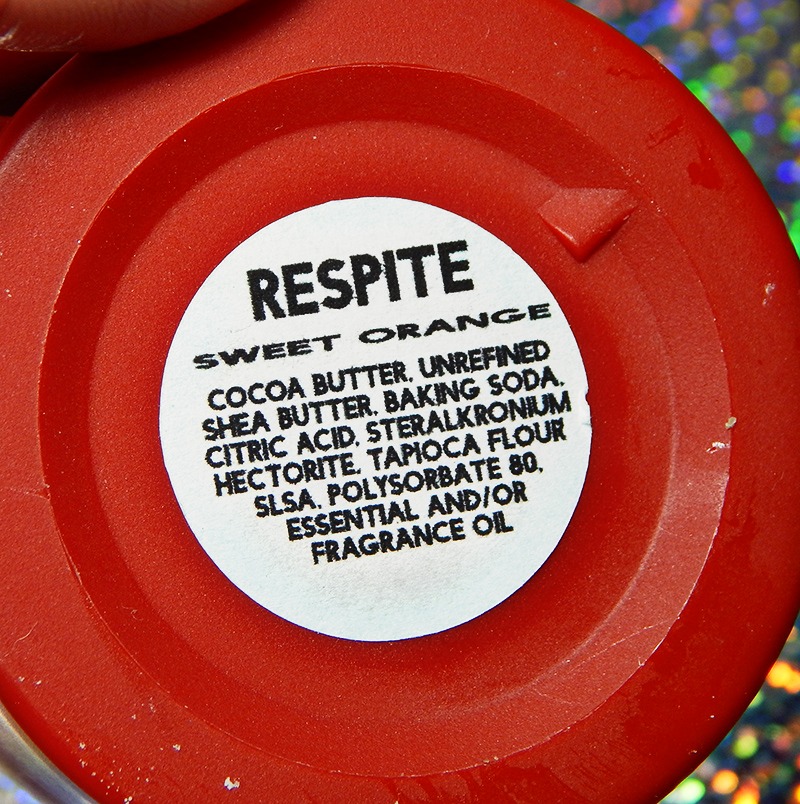 RESPITE
SWEET ORANGE
COCOA BUTTER, UNREFINED
SHEA BUTTER, BAKING SODA,
CITRIC ACID, STERALKRONIUM
HECTORITE, TAPIOCA FLOUR
SLSA, POLYSORBATE 80,
ESSENTIAL AND/OR
FRAGRANCE OIL